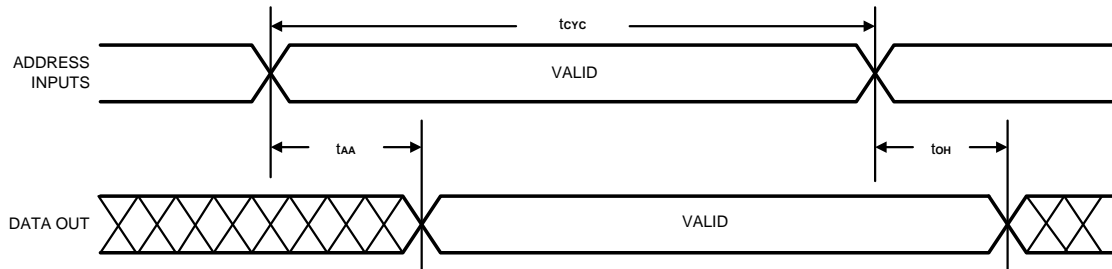 tCYC
ADDRESS
INPUTS
VALID
tAA
tOH
DATA OUT
VALID